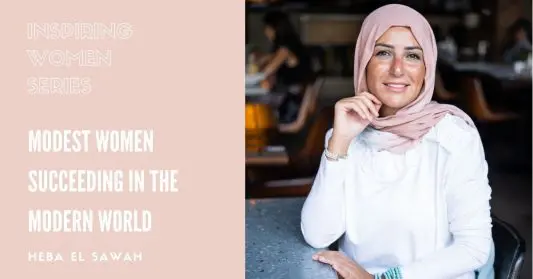 INSPIRING
WOMEN
SERIES
MODEST WOMEN
SUCCEEDING IN THE
MODERN WORLD
HEBA EL SAWAH